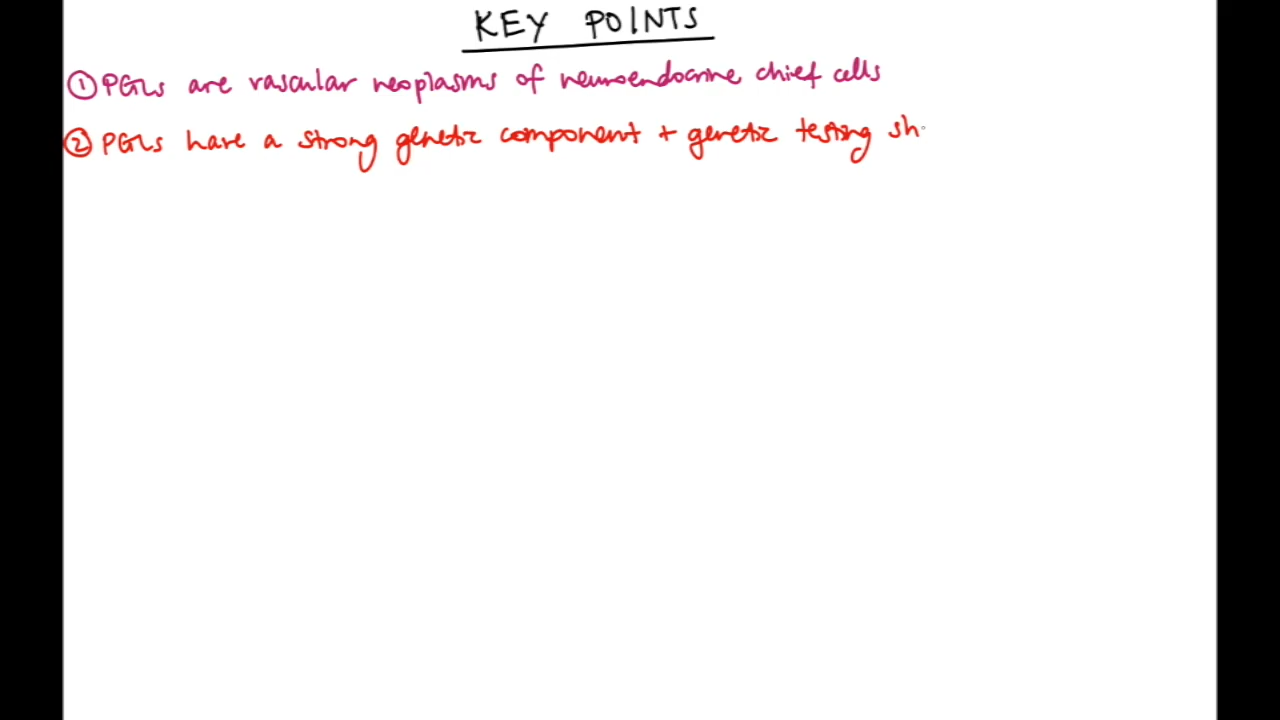 KEY POINTS
① PGLs are vascular neoplasms of neuroendocrine chief cells
② PGLs have a strong genetic component + genetic testing sh